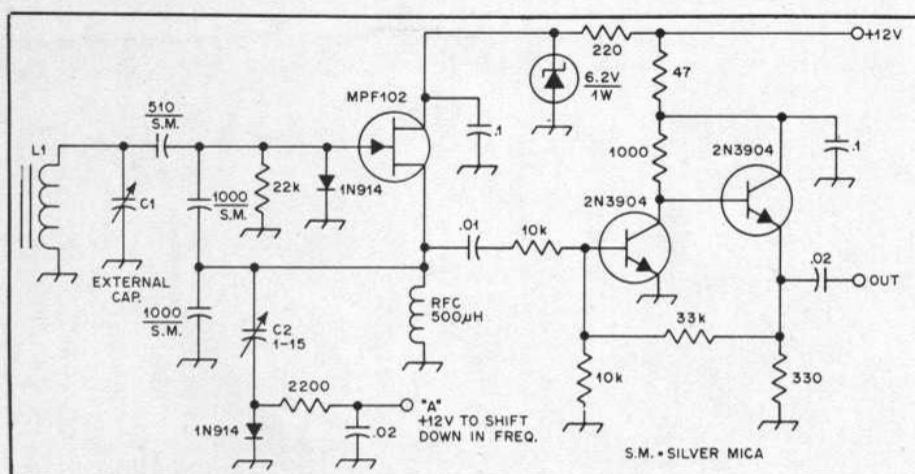 +12V
220
47
6.2V
1W
MPF102
510
S.M.
.1
L1
C1
1000
S.M.
22k
1N914
1000
2N3904
.1
2N3904
.01
10k
EXTERNAL
CAP.
.02
OUT
1000
S.M.
C2
1-15
RFC
500µH
33k
2200
"A"
+12V TO SHIFT
DOWN IN FREQ.
10k
330
1N914
.02
S.M. = SILVER MICA